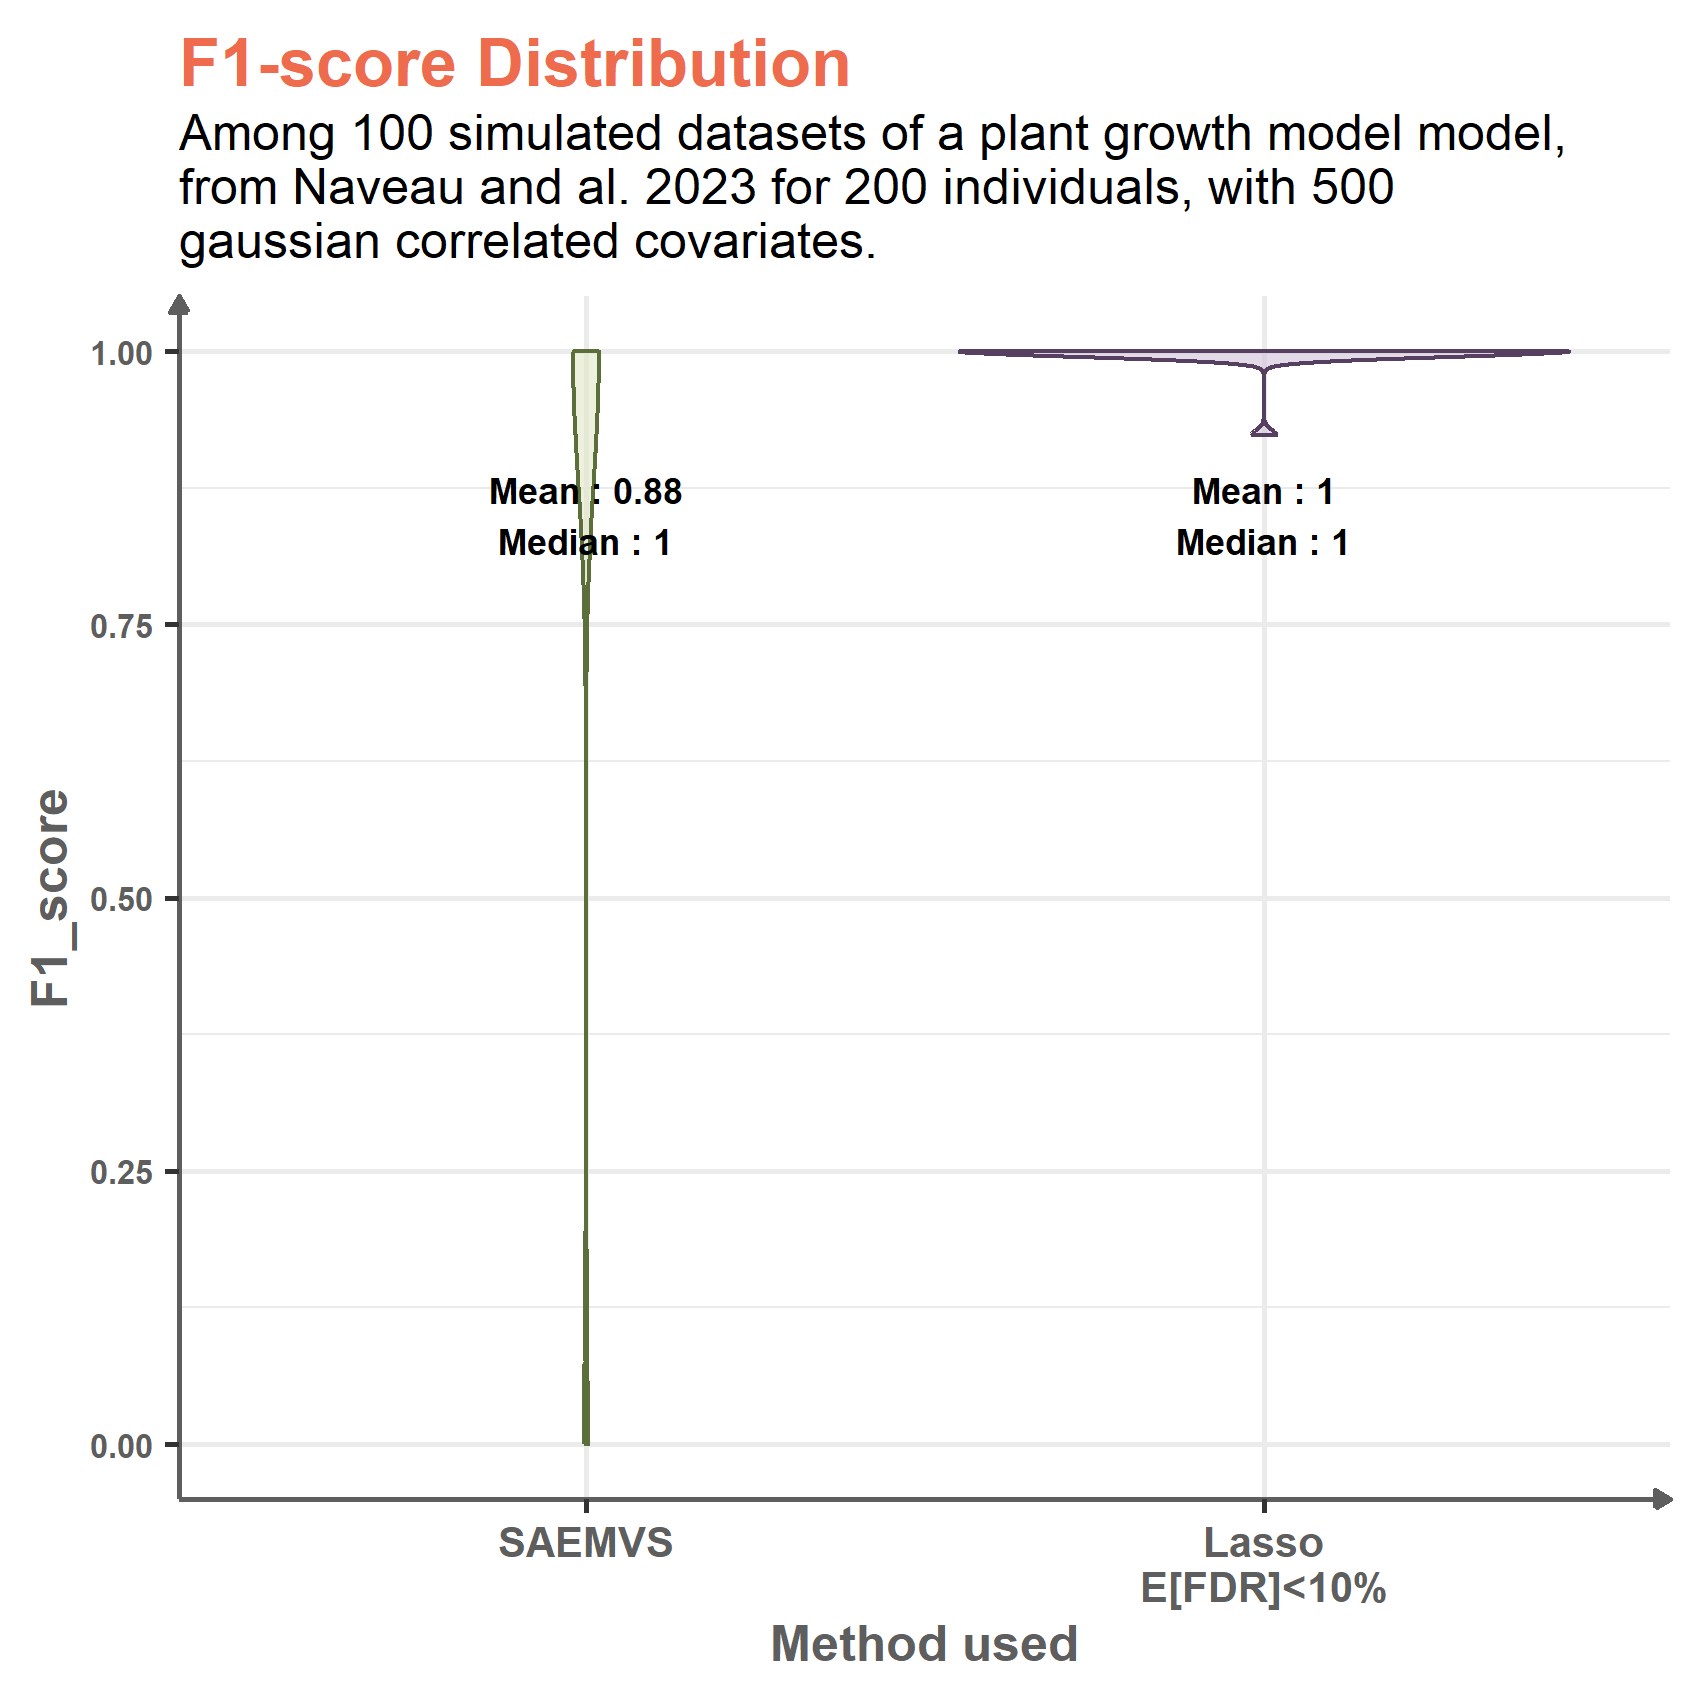 F1-score Distribution
Among 100 simulated datasets of a plant growth model model,
from Naveau and al. 2023 for 200 individuals, with 500
gaussian correlated covariates.
1.00
Mean : 0.88
Mean : 1
Median : 1
Median : 1
0.75
F1_score
0.50
0.25
0.00
SAEMVS
Lasso
E[FDR]<10%
Method used